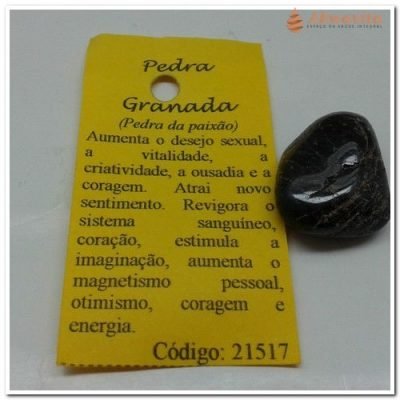 Pedra
Granada
(Pedra da paixão)
Aumenta o desejo sexual,
a vitalidade, a
criatividade, a ousadia e a
coragem. Atrai novo
sentimento. Revigora o
sistema sanguíneo,
coração, estimula a
imaginação, aumenta o
magnetismo pessoal,
otimismo, coragem e
energia.
Código: 21517